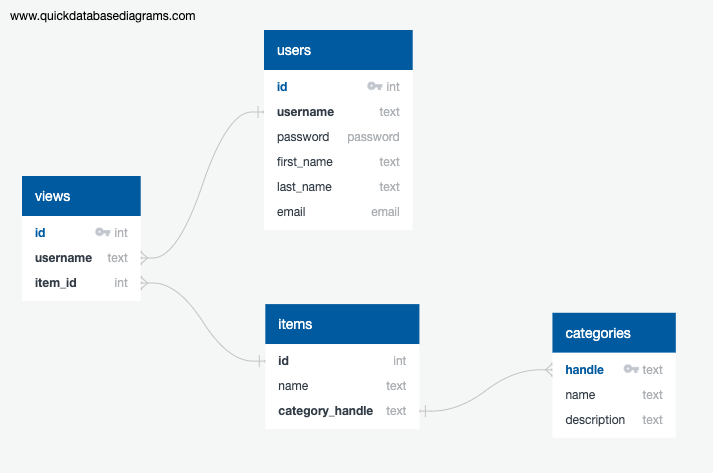 www.quickdatabasediagrams.com
users
id int
username text
password password
first_name text
last_name text
email email
views
id int
username text
item_id int
items
id int
name text
category_handle text
categories
handle text
name text
description text